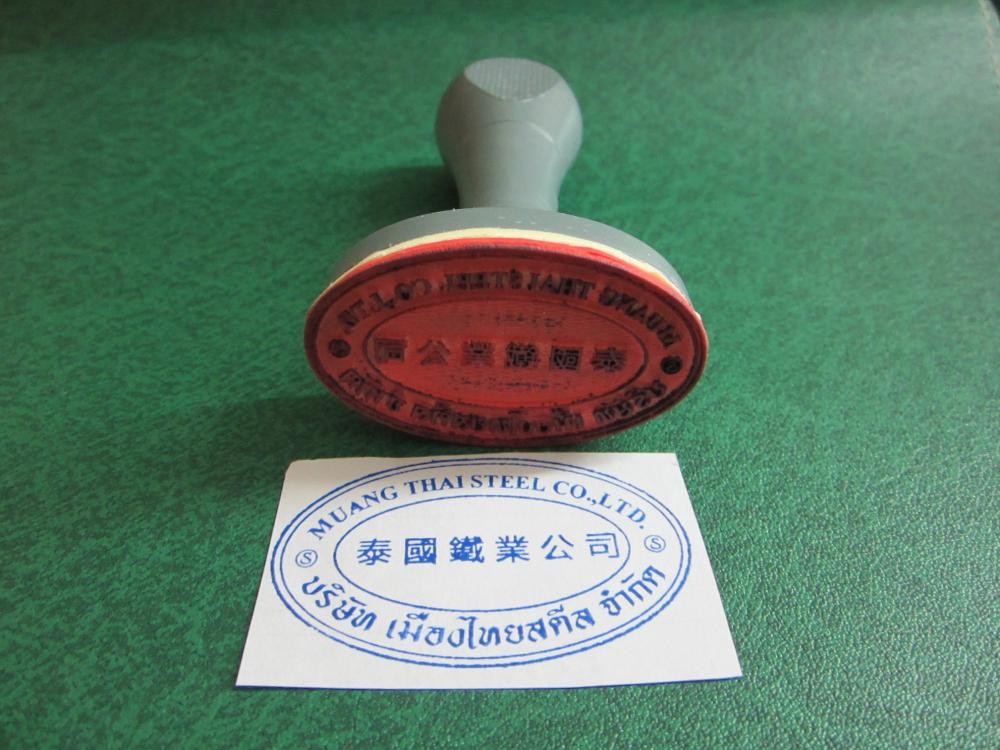 MUANG THAI STEEL CO.,LTD.
泰國鐵業公司
S S
บริษัท เมืองไทยสตีล จำกัด